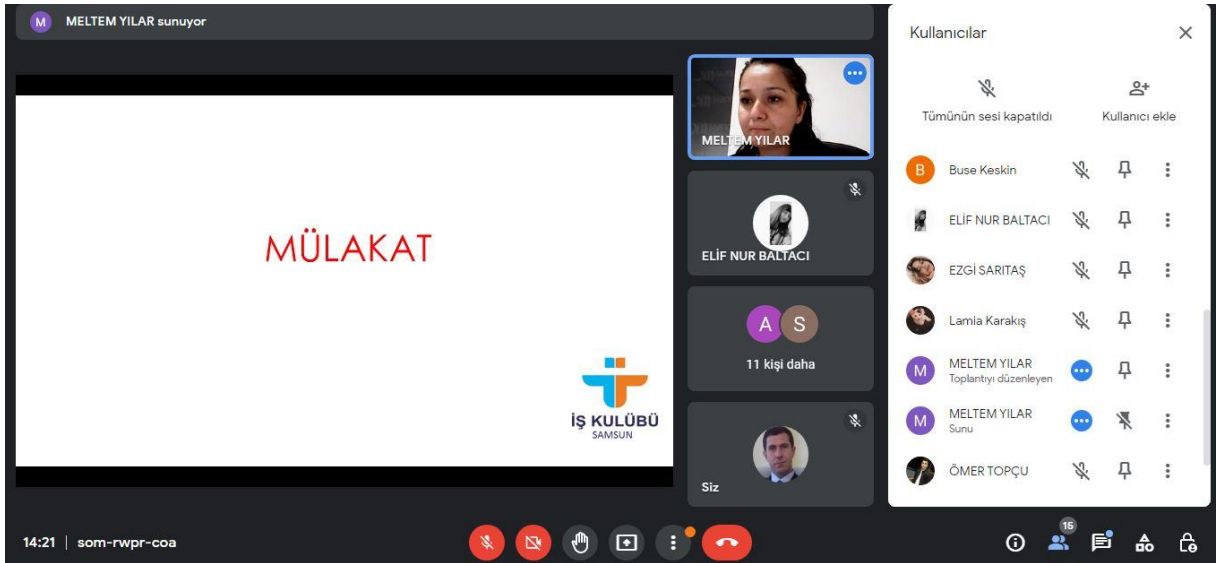 M MELTEM YILAR sunuyor
MÜLAKAT
İŞ KULÜBÜ
SAMSUN
MELTEM YILAR
ELİF NUR BALTACI
A S
11 kişi daha
Siz
Kullanıcılar
Tümünün sesi kapatıldı
Kullanıcı ekle
B Buse Keskin
ELİF NUR BALTACI
EZGİ SARITAŞ
Lamia Karakış
M MELTEM YILAR
Toplantıyı düzenleyen
M MELTEM YILAR
Sunu
ÖMER TOPÇU
14:21 | som-rwpr-coa
15